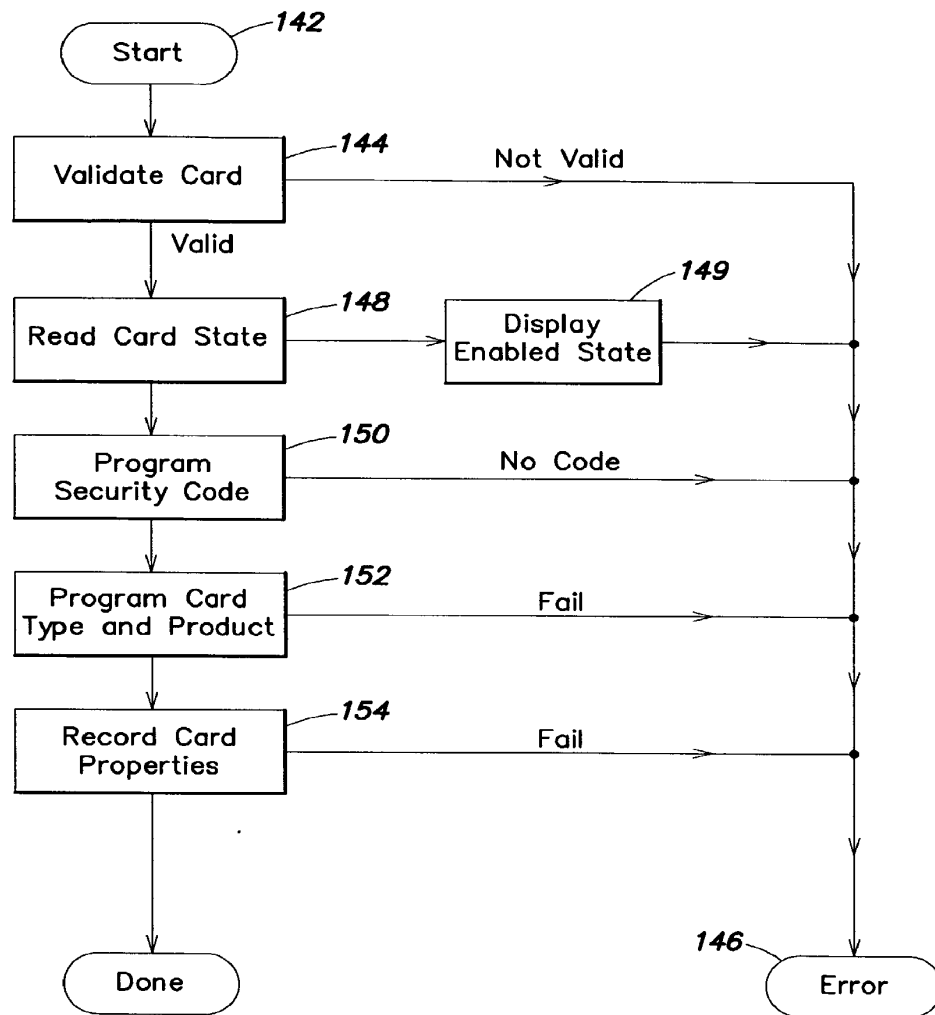 142
Start
144
Validate Card
Not Valid
Valid
149
148
Display
Read Card State
Enabled State
150
Program
Security Code
No Code
152
Program Card
Type and Product
Fail
154
Record Card
Properties
Fail
146
Done
Error